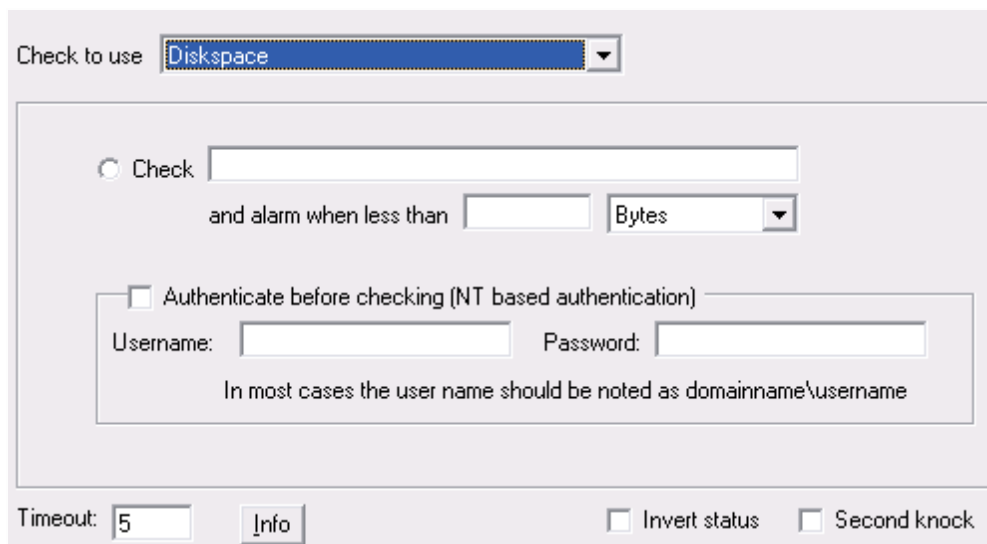 Check to use Diskspace
Check
and alarm when less than Bytes
Authenticate before checking (NT based authentication)
Username: Password:
In most cases the user name should be noted as domainname\username
Timeout: 5 Info Invert status Second knock